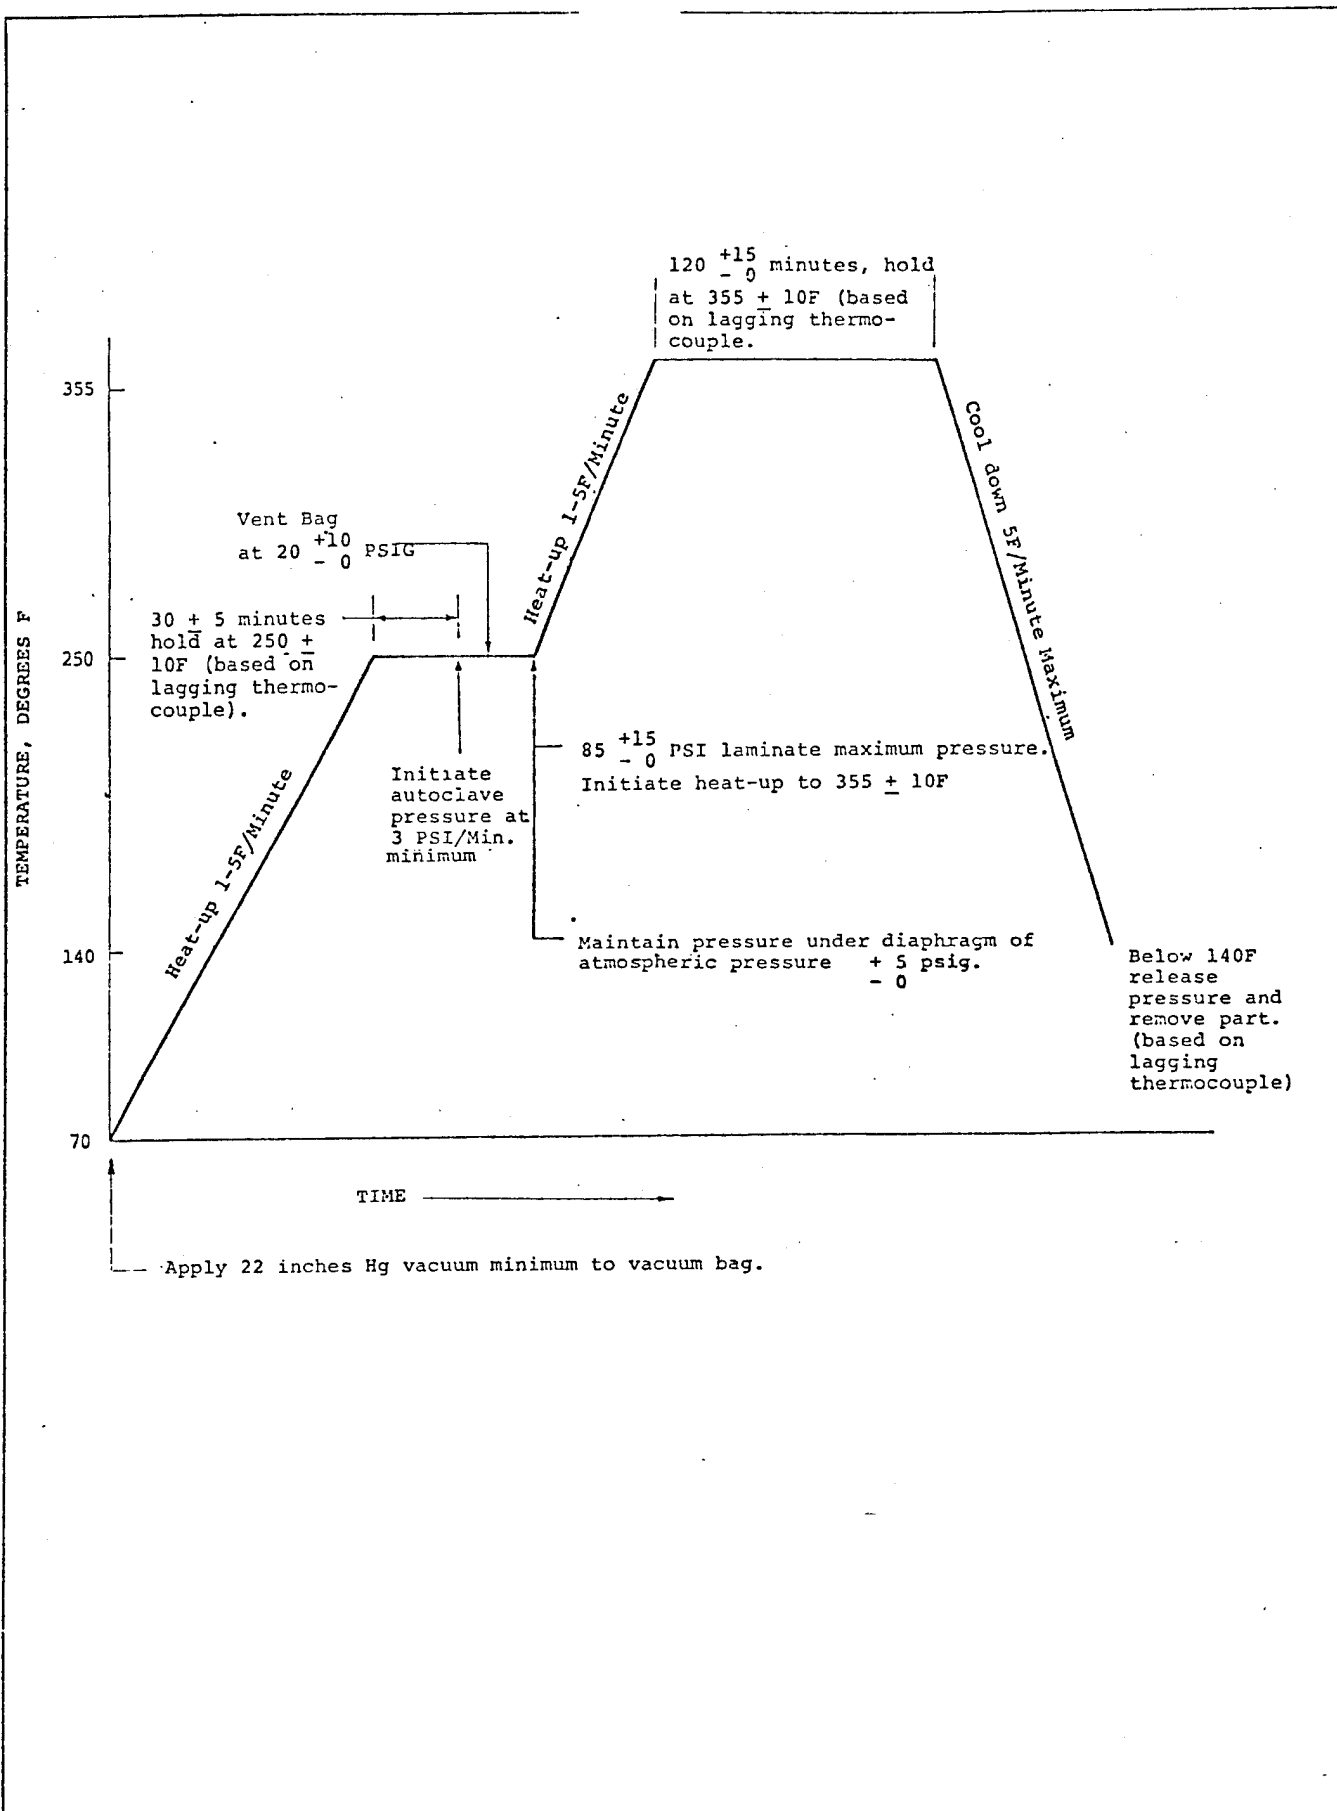 120 +15 - 0 minutes, hold
at 355 ± 10F (based
on lagging thermo-
couple.
355
Heat-up 1-5F/Minute
Cool down 5F/Minute Maximum
Vent Bag
at 20 +10 - 0 PSIG
30 ± 5 minutes
hold at 250 ±
10F (based on
lagging thermo-
couple).
250
TEMPERATURE, DEGREES F
85 +15 - 0 PSI laminate maximum pressure.
Initiate heat-up to 355 ± 10F
Initiate
autoclave
pressure at
3 PSI/Min.
minimum
Heat-up 1-5F/Minute
Maintain pressure under diaphragm of
atmospheric pressure + 5 - 0 psig.
140
Below 140F
release
pressure and
remove part.
(based on
lagging
thermocouple)
70
TIME
Apply 22 inches Hg vacuum minimum to vacuum bag.